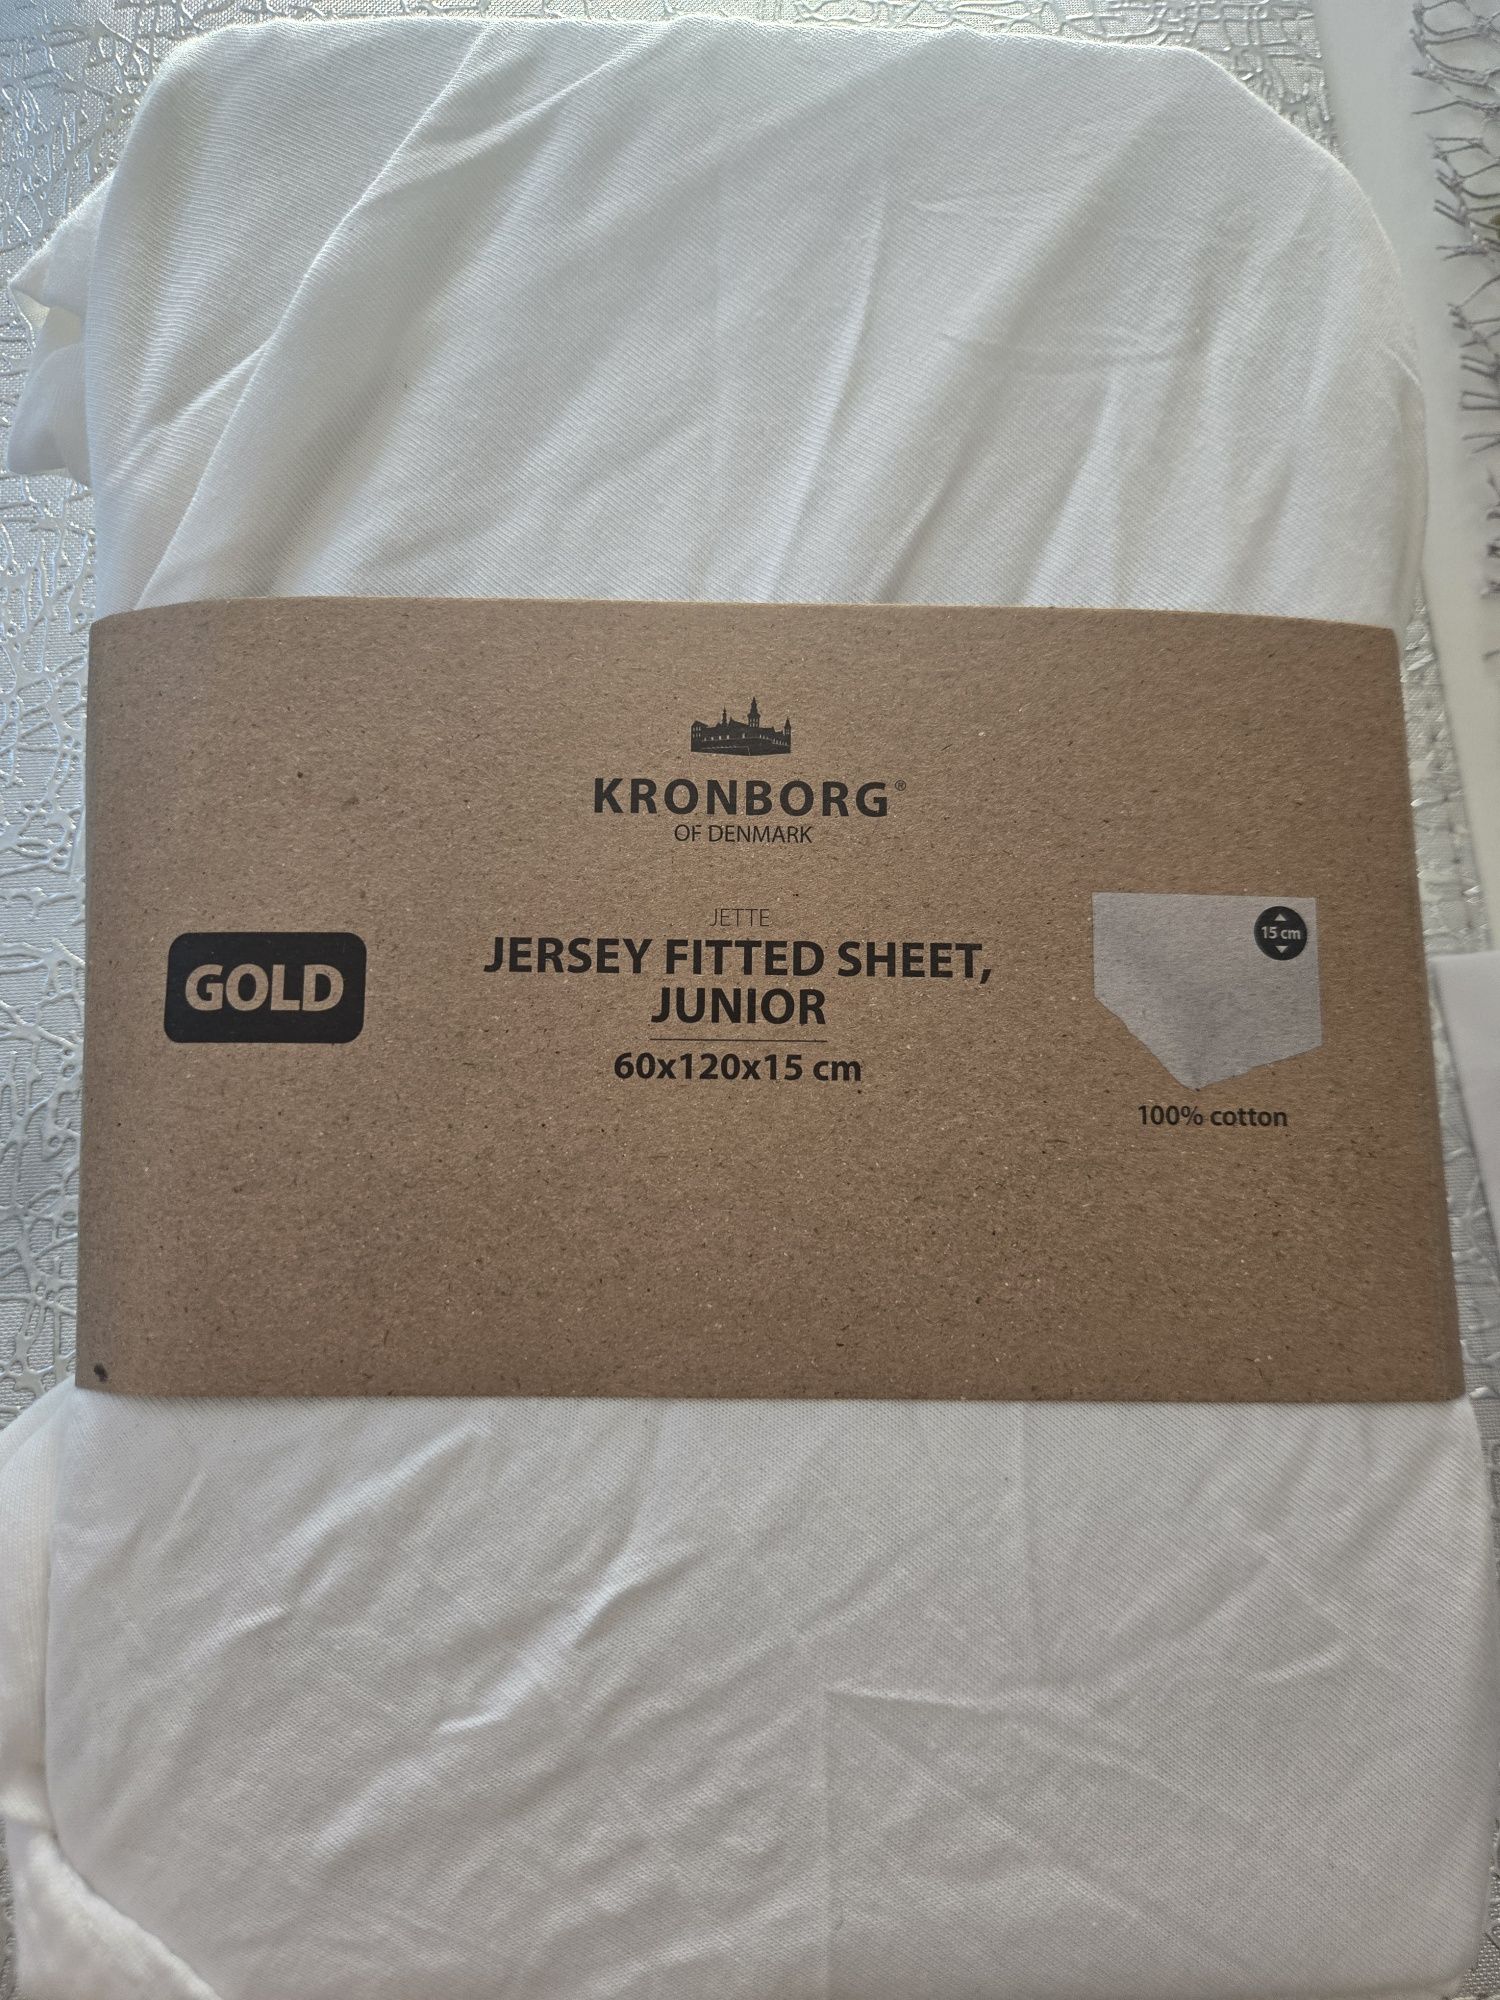 KRONBORG®
OF DENMARK
JETTE
JERSEY FITTED SHEET,
JUNIOR
60x120x15 cm
GOLD
15 cm
100% cotton